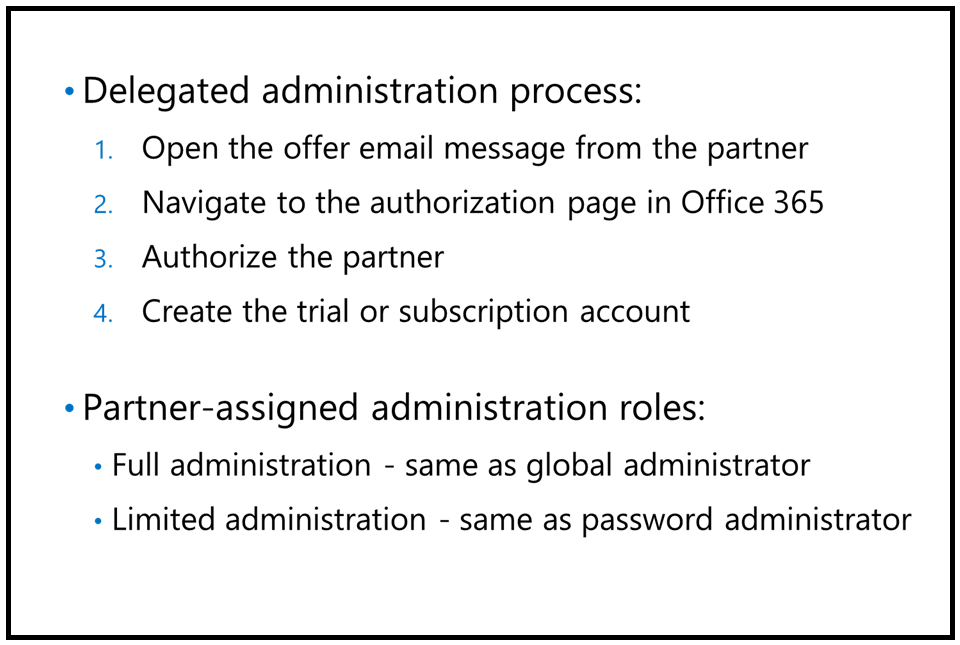 • Delegated administration process:
1. Open the offer email message from the partner
2. Navigate to the authorization page in Office 365
3. Authorize the partner
4. Create the trial or subscription account
• Partner-assigned administration roles:
• Full administration - same as global administrator
• Limited administration - same as password administrator